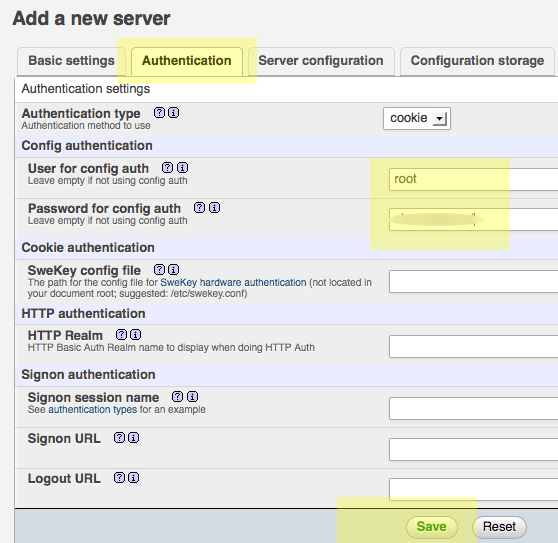 Add a new server
Basic settings Authentication Server configuration Configuration storage
Authentication settings
Authentication type
cookie
Authentication method to use
Config authentication
User for config auth
root
Leave empty if not using config auth
Password for config auth
Leave empty if not using config auth
Cookie authentication
SweKey config file
The path for the config file for SweKey hardware authentication (not located in
your document root; suggested: /etc/swekey.conf)
HTTP authentication
HTTP Realm
HTTP Basic Auth Realm name to display when doing HTTP Auth
Signon authentication
Signon session name
See authentication types for an example
Signon URL
Logout URL
Save Reset